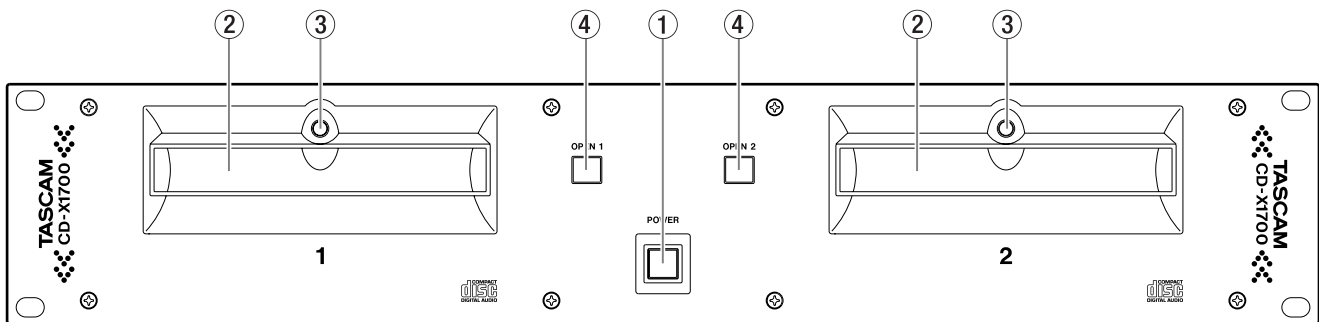 2
3
4
1
4
2
3
TASCAM
CD-X1700
OPEN 1
OPEN 2
TASCAM
CD-X1700
POWER
1
2
COMPACT
disc
DIGITAL AUDIO
COMPACT
disc
DIGITAL AUDIO